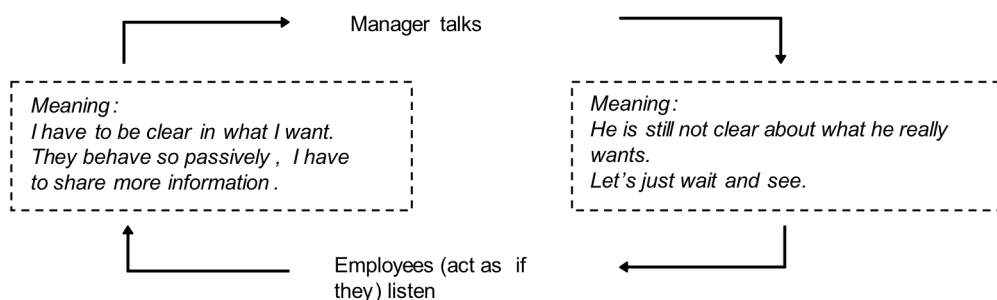 Manager talks
Meaning:
I have to be clear in what I want.
They behave so passively, I have
to share more information.
Meaning:
He is still not clear about what he really
wants.
Let's just wait and see.
Employees (act as if
they) listen